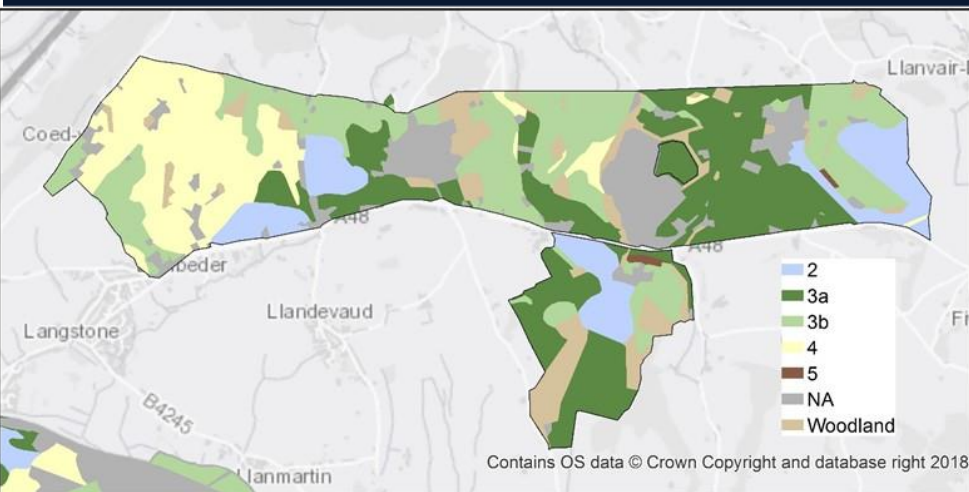 Llanvair-
Coed-
A48
A48
beder
Langstone
Llandevaud
B4245
Llanmartin
Fi
2
3a
3b
4
5
NA
Woodland
Contains OS data © Crown Copyright and database right 2018